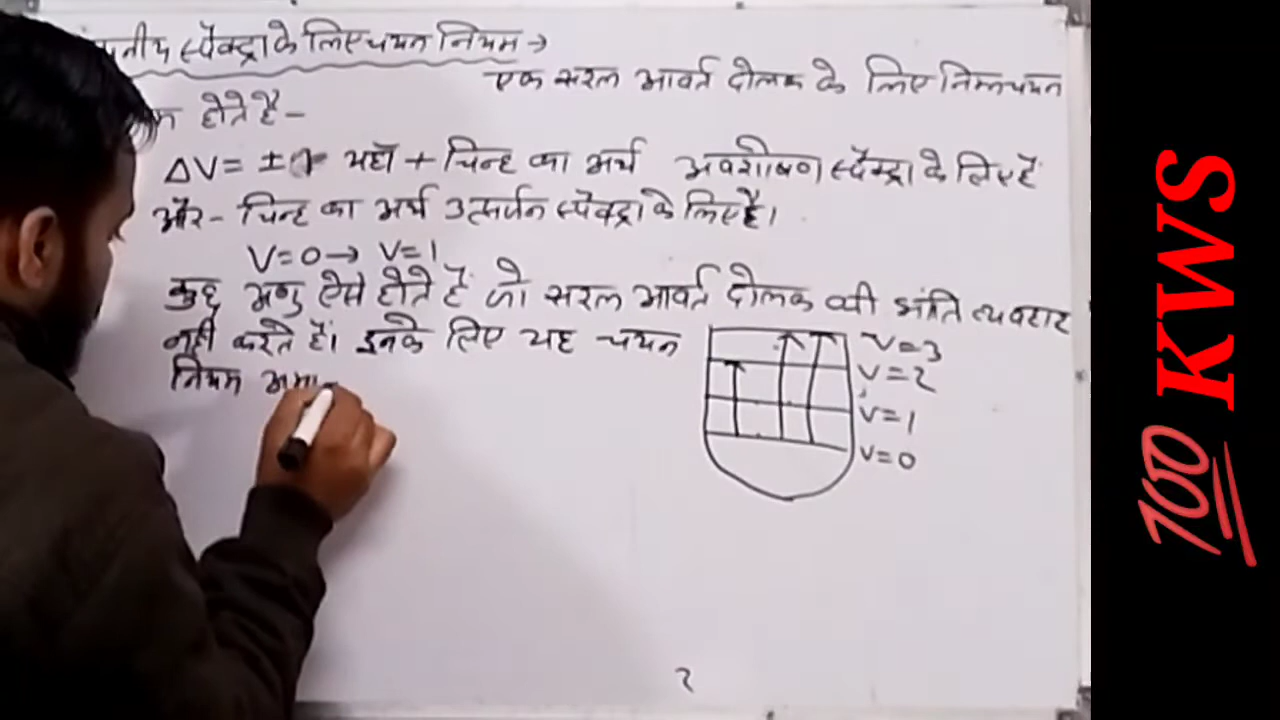 स्पेक्ट्रा के लिए चयन नियम →
एक सरल आवर्त दोलक के लिए निम्न चयन
होते हैं -
ΔV = ±1 यहाँ + चिन्ह का अर्थ अवशोषण स्पेक्ट्रा के लिए है
और - चिन्ह का अर्थ उत्सर्जन स्पेक्ट्रा के लिए है।
V=0 → V=1
कुछ अणु ऐसे होते हैं जो सरल आवर्त दोलक की भांति व्यवहार
नहीं करते हैं। इनके लिए यह चयन
नियम
V=3
V=2
V=1
V=0
2
100 KWS